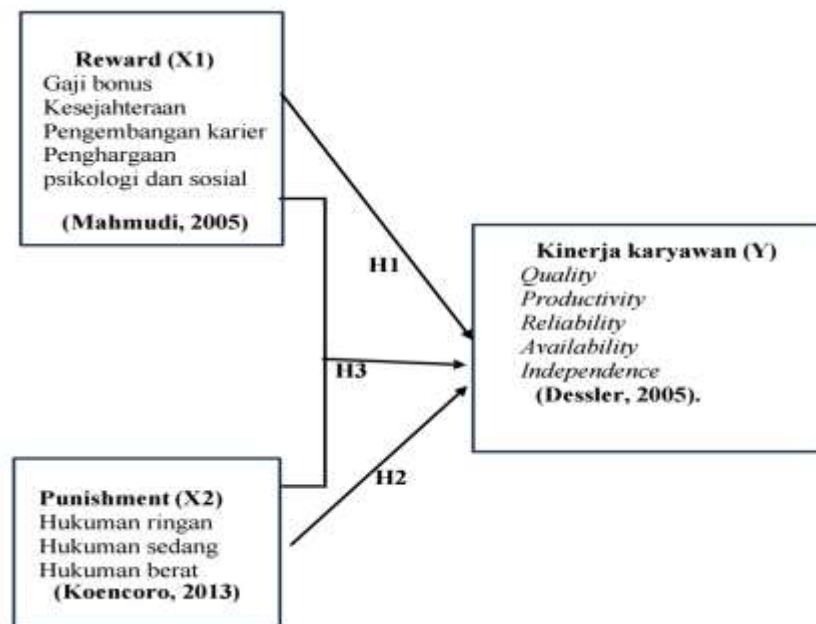 Reward (X1)
Gaji bonus
Kesejahteraan
Pengembangan karier
Penghargaan
psikologi dan sosial
(Mahmudi, 2005)
H1
Kinerja karyawan (Y)
Quality
Productivity
Reliability
Availability
Independence
(Dessler, 2005).
H3
H2
Punishment (X2)
Hukuman ringan
Hukuman sedang
Hukuman berat
(Koencoro, 2013)